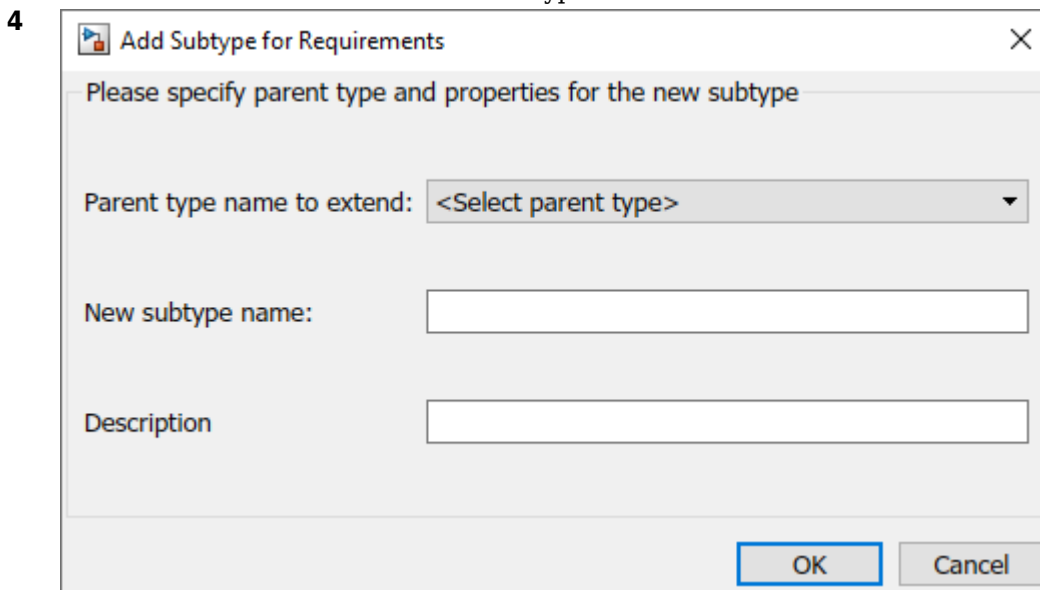 4
Add Subtype for Requirements
Please specify parent type and properties for the new subtype
Parent type name to extend: <Select parent type>
New subtype name:
Description
OK Cancel